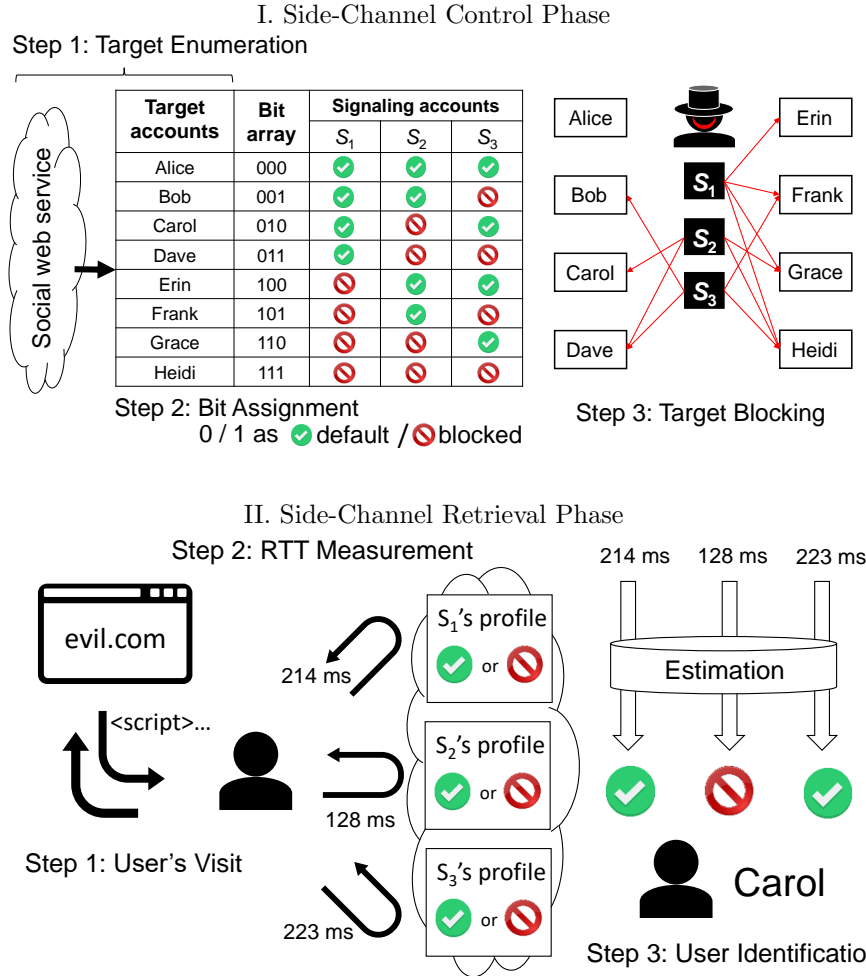 I. Side-Channel Control Phase
Step 1: Target Enumeration
Social web service
Target accounts Bit array Signaling accounts
S1 S2 S3
Alice 000
Bob 001
Carol 010
Dave 011
Erin 100
Frank 101
Grace 110
Heidi 111
Step 2: Bit Assignment
0 / 1 as default / blocked
Alice
Bob
Carol
Dave
S1
S2
S3
Erin
Frank
Grace
Heidi
Step 3: Target Blocking
II. Side-Channel Retrieval Phase
Step 2: RTT Measurement
evil.com
<script>...
Step 1: User's Visit
214 ms
128 ms
223 ms
S1's profile
or
S2's profile
or
S3's profile
or
214 ms 128 ms 223 ms
Estimation
Carol
Step 3: User Identificatio